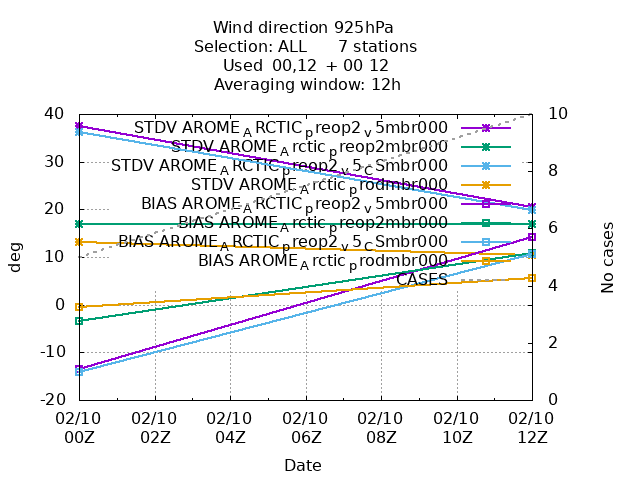 Wind direction 925hPa
Selection: ALL 7 stations
Used 00,12 + 00 12
Averaging window: 12h
40
30
20
10
0
-10
-20
deg
10
8
6
4
2
0
No cases
STDV AROME_ARCTIC_preop2_v5mbr000
STDV AROME_Arctic_preop2mbr000
STDV AROME_ARCTIC_preop2_v5_CSmbr000
STDV AROME_Arctic_prodmbr000
BIAS AROME_ARCTIC_preop2_v5mbr000
BIAS AROME_Arctic_preop2mbr000
BIAS AROME_ARCTIC_preop2_v5_CSmbr000
BIAS AROME_Arctic_prodmbr000
CASES
02/10 02/10 02/10 02/10 02/10 02/10 02/10
00Z 02Z 04Z 06Z 08Z 10Z 12Z
Date